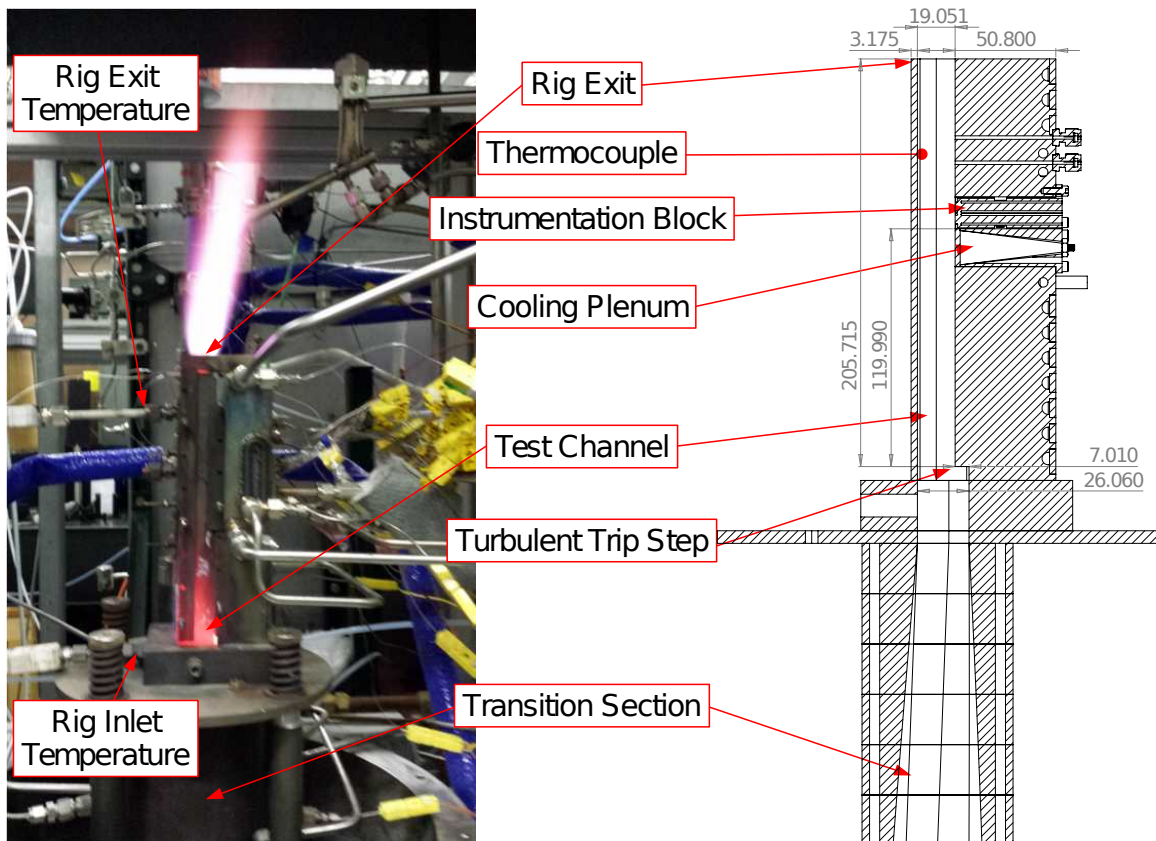 19.051
3.175
50.800
Rig Exit
Temperature
Rig Exit
Thermocouple
Instrumentation Block
Cooling Plenum
205.715
119.990
Test Channel
7.010
26.060
Turbulent Trip Step
Rig Inlet
Temperature
Transition Section